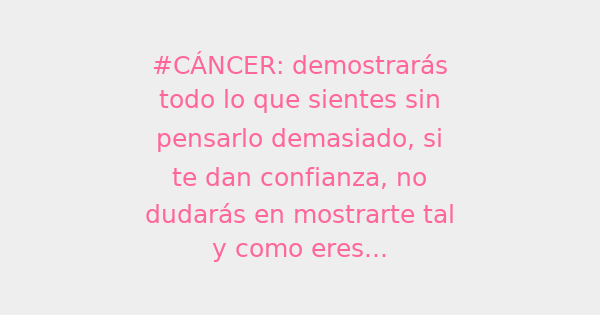 #CÁNCER: demostrarás
todo lo que sientes sin
pensarlo demasiado, si
te dan confianza, no
dudarás en mostrarte tal
y como eres...